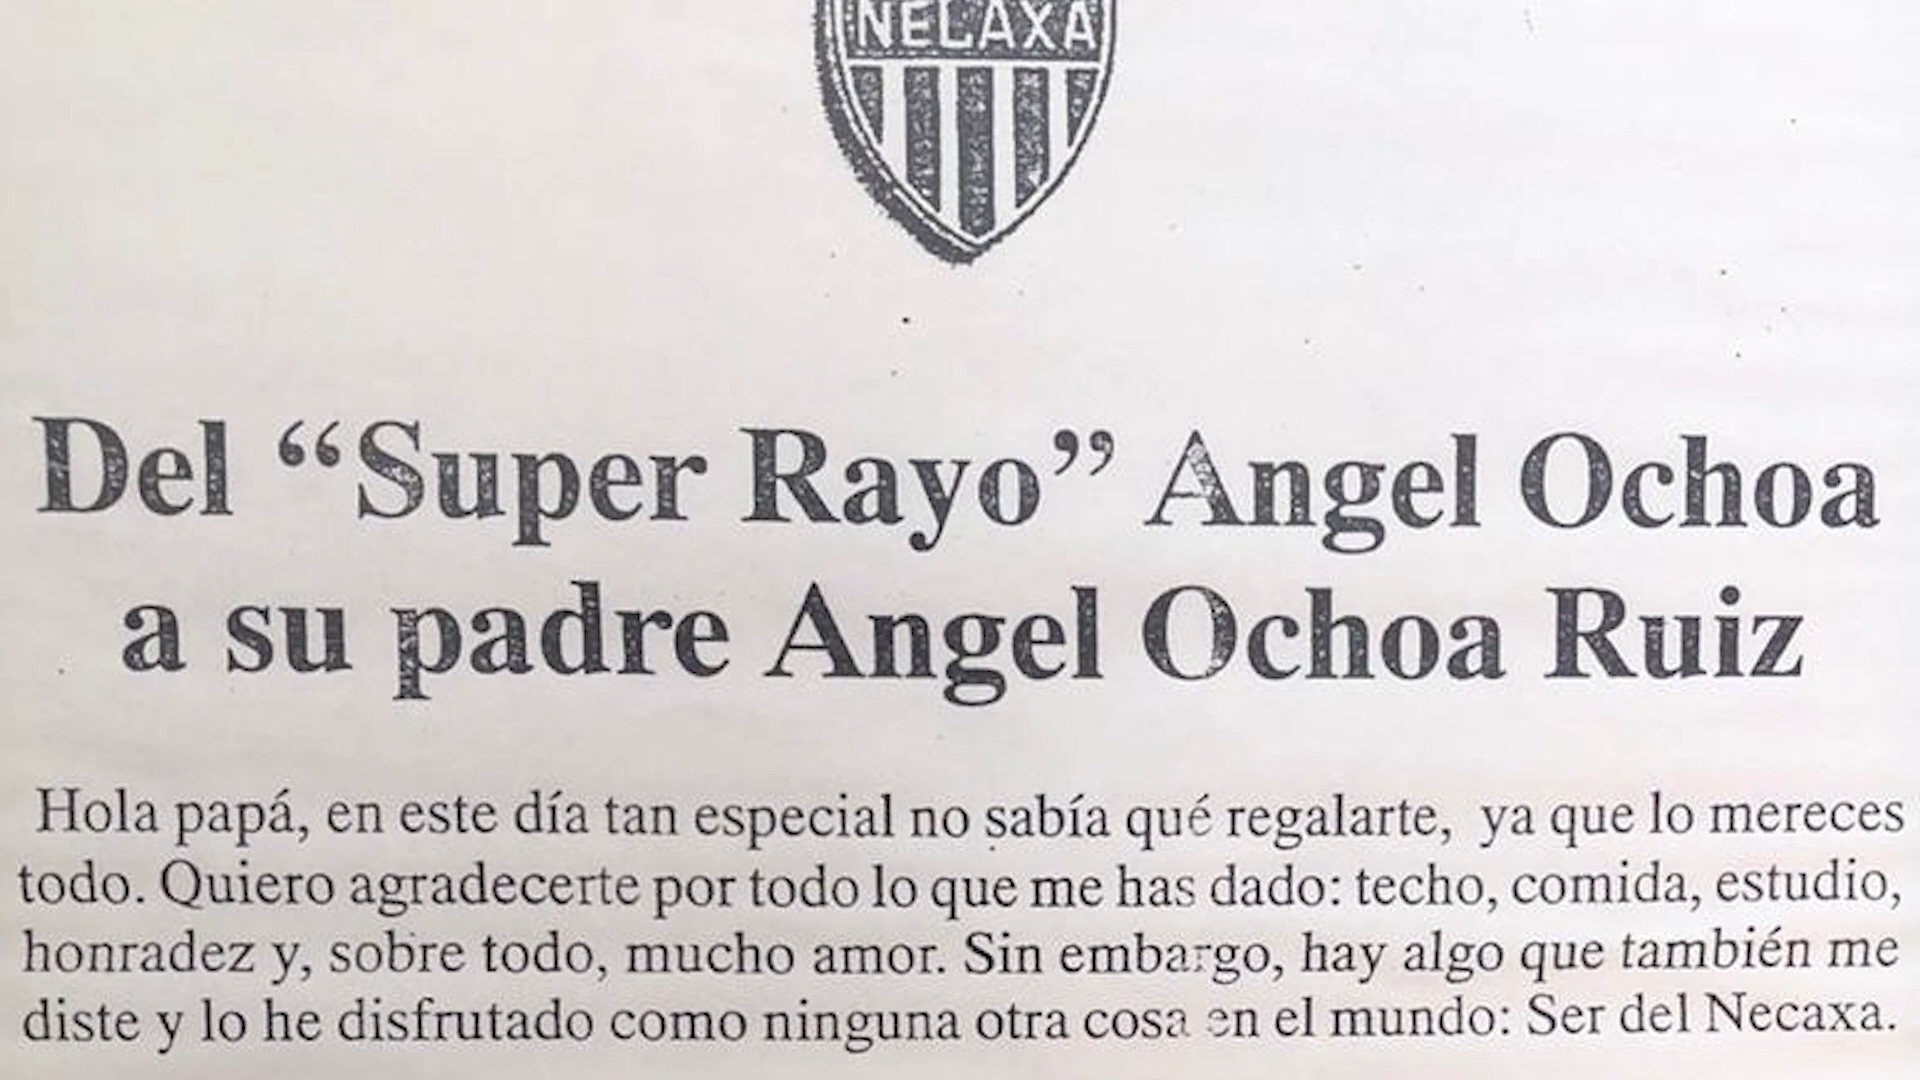 NECAXA
Del “Super Rayo” Angel Ochoa
a su padre Angel Ochoa Ruiz
Hola papá, en este día tan especial no sabía qué regalarte, ya que lo mereces
todo. Quiero agradecerte por todo lo que me has dado: techo, comida, estudio,
honradez y, sobre todo, mucho amor. Sin embargo, hay algo que también me
diste y lo he disfrutado como ninguna otra cosa en el mundo: Ser del Necaxa.